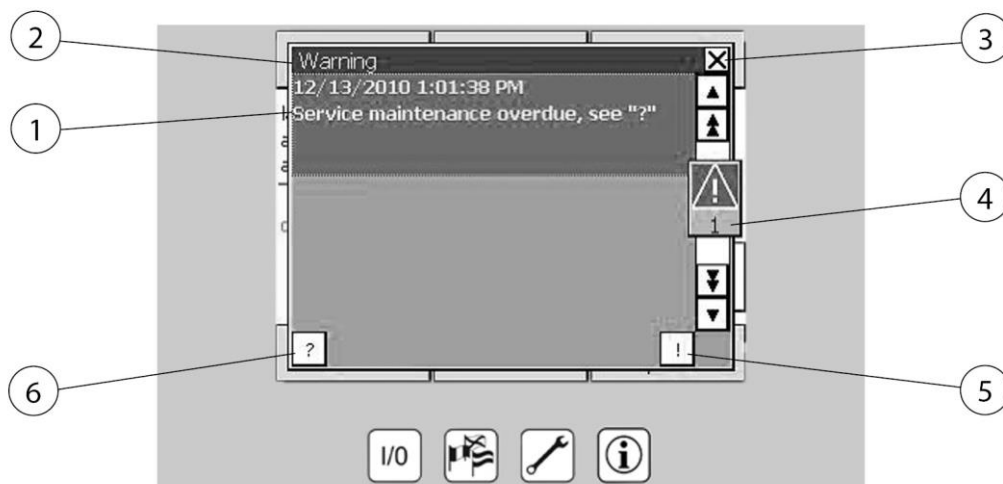 2
3
Warning
X
12/13/2010 1:01:38 PM
1
Service maintenance overdue, see "?"
!
4
1
?
!
6
5
I/0
i